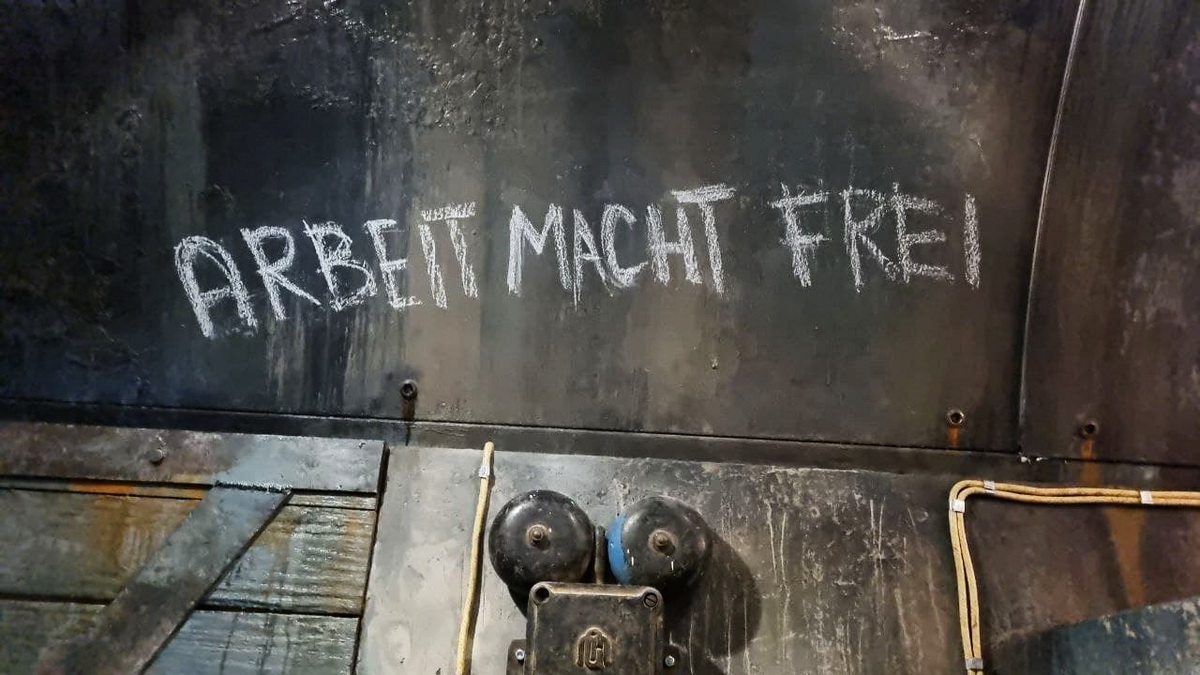 ARBEIT MACHT FREI